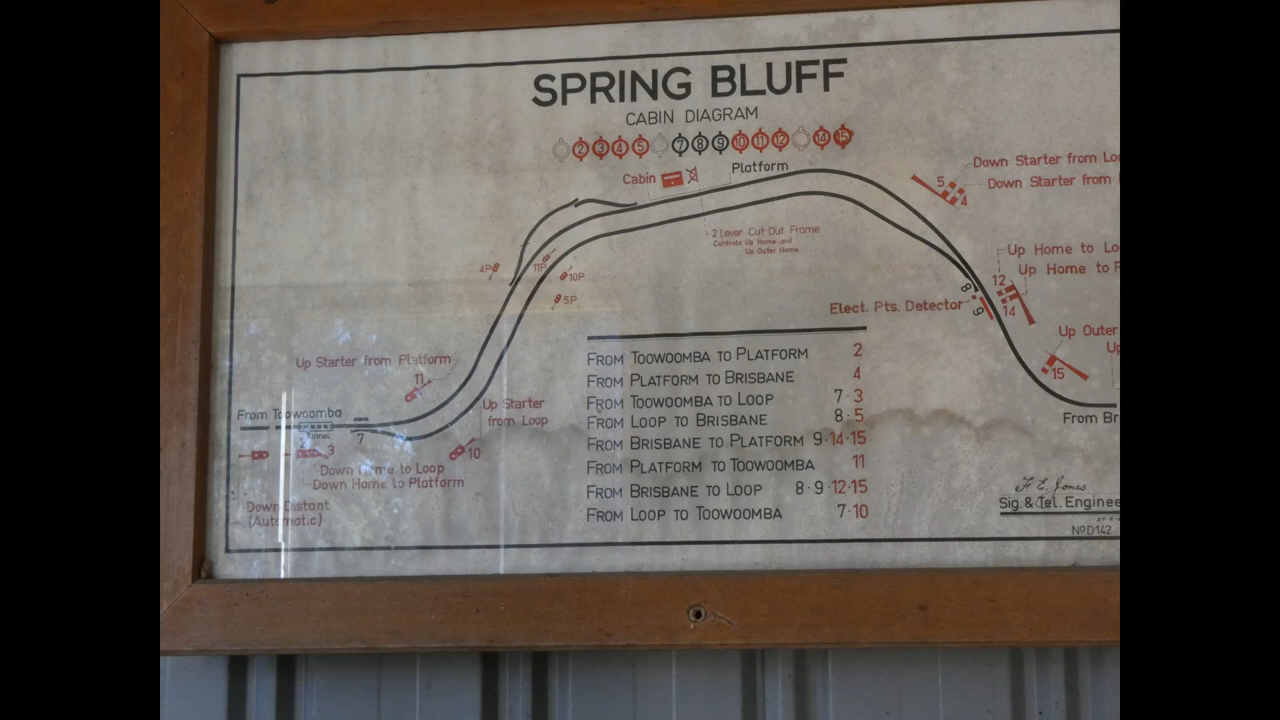 SPRING BLUFF
CABIN DIAGRAM
2 3 4 5 7 8 9 10 11 12 14 15
Cabin
Platform
Down Starter from Lo
5
Down Starter from
4
2 Lever Cut Out Frame
Controls Up Home and
Up Outer Home
Up Home to Lo
Up Home to P
4P
11P
10P
5P
12
8
9
14
Elect. Pts. Detector
Up Outer
Up
15
From Br
Up Starter from Platform
11
Up Starter
from Loop
10
From Toowoomba
Tunnel
7
2
3
Down Home to Loop
Down Home to Platform
Down Distant
(Automatic)
FROM TOOWOOMBA TO PLATFORM 2
FROM PLATFORM TO BRISBANE 4
FROM TOOWOOMBA TO LOOP 7·3
FROM LOOP TO BRISBANE 8·5
FROM BRISBANE TO PLATFORM 9·14·15
FROM PLATFORM TO TOOWOOMBA 11
FROM BRISBANE TO LOOP 8·9·12·15
FROM LOOP TO TOOWOOMBA 7·10
F. E. Jones
Sig. & Tel. Enginee
No D142